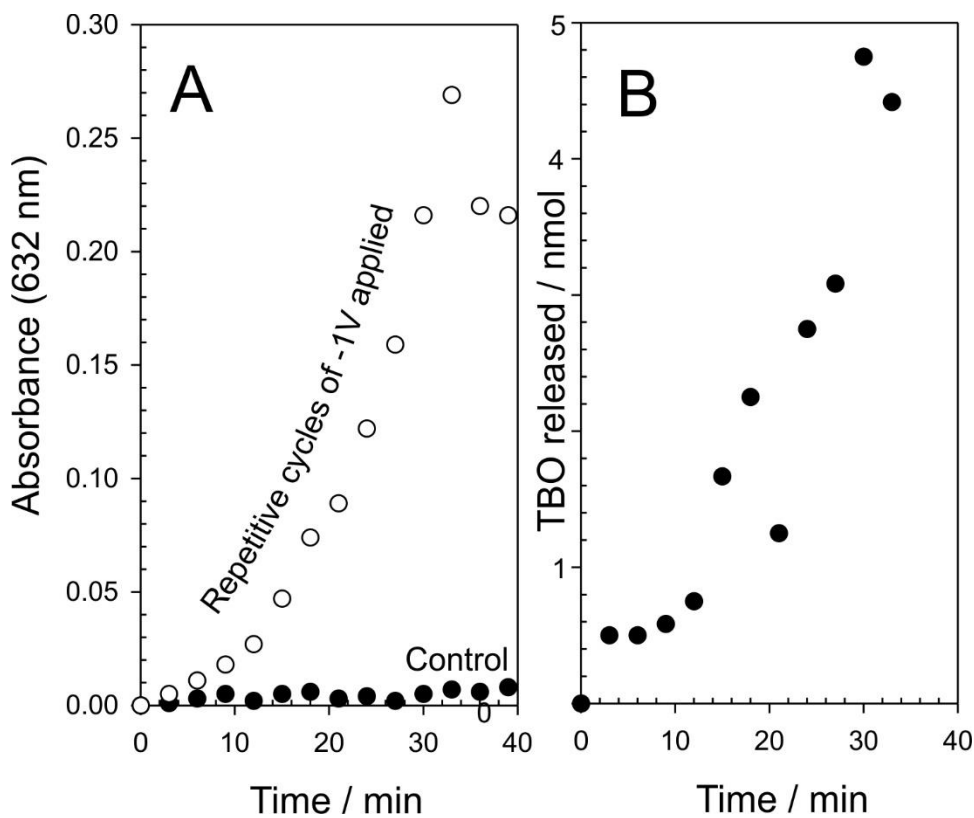 A
0.30
0.25
0.20
0.15
0.10
0.05
0.00
Absorbance (632 nm)
Repetitive cycles of -1V applied
Control
0
10
20
30
40
Time / min
B
5
4
1
0
TBO released / nmol
0
10
20
30
40
Time / min